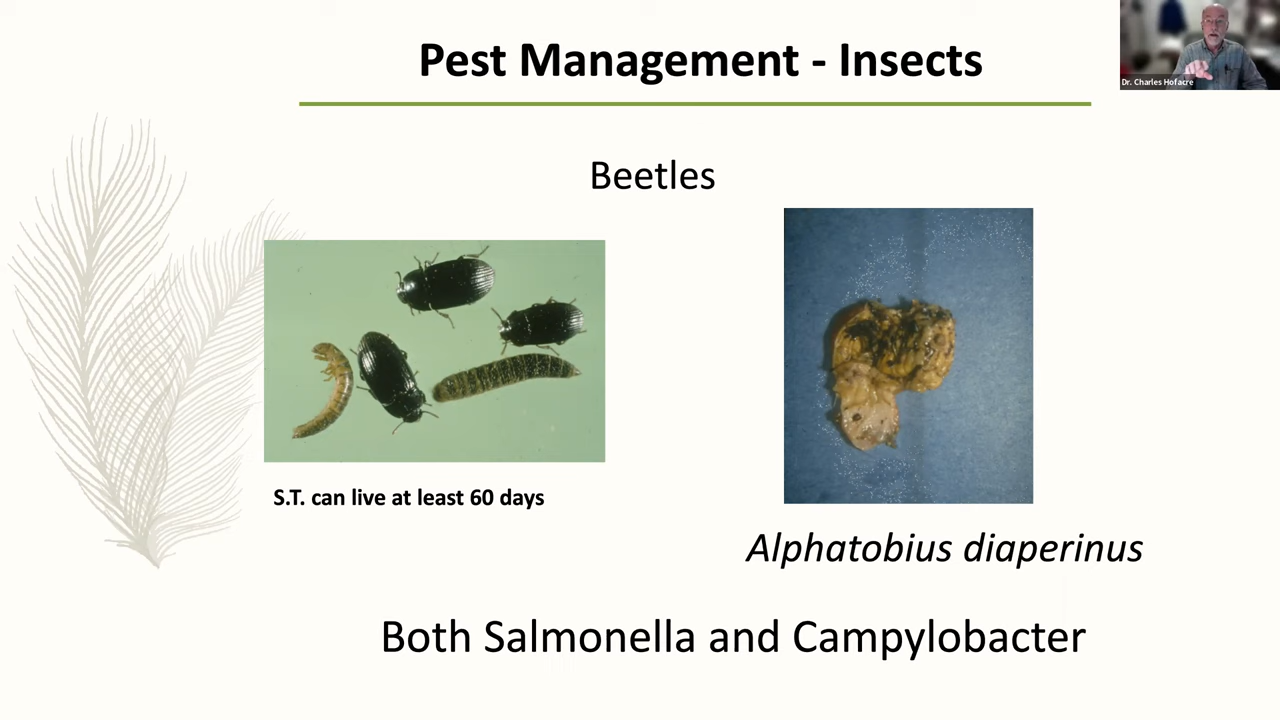 Pest Management - Insects
Dr. Charles Hofacre
Beetles
S.T. can live at least 60 days
Alphatobius diaperinus
Both Salmonella and Campylobacter